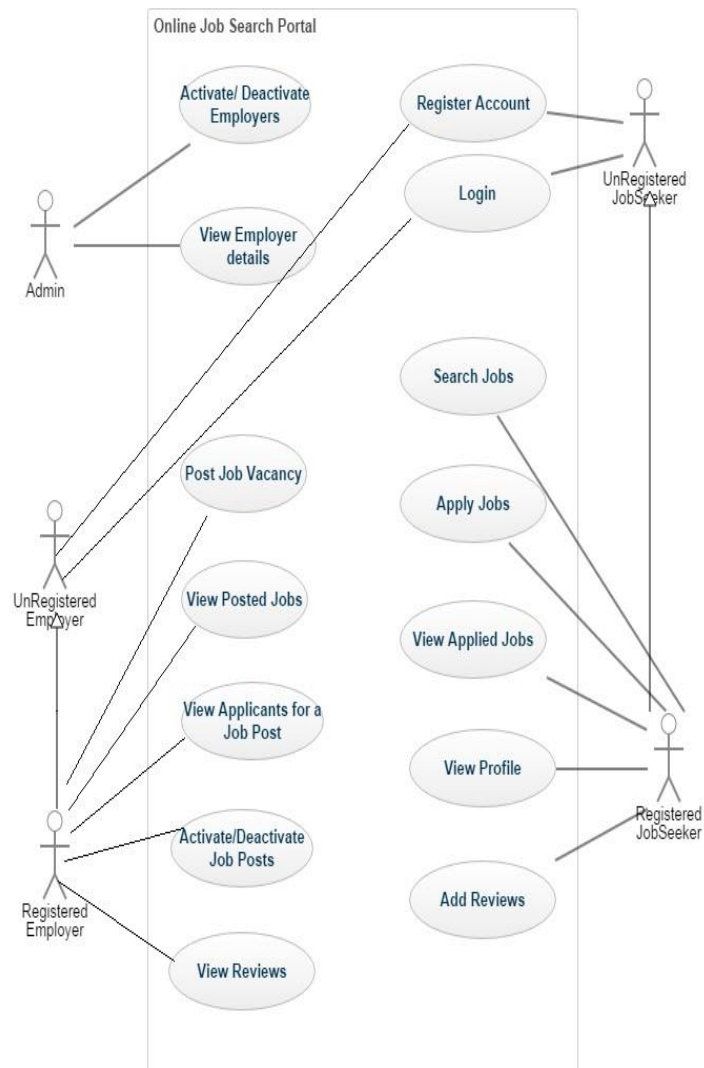 Online Job Search Portal
Activate/ Deactivate
Employers
Register Account
UnRegistered
JobSeeker
Login
View Employer
details
Admin
Search Jobs
Post Job Vacancy
Apply Jobs
UnRegistered
Employer
View Posted Jobs
View Applied Jobs
View Applicants for a
Job Post
View Profile
Registered
JobSeeker
Activate/Deactivate
Job Posts
Add Reviews
Registered
Employer
View Reviews